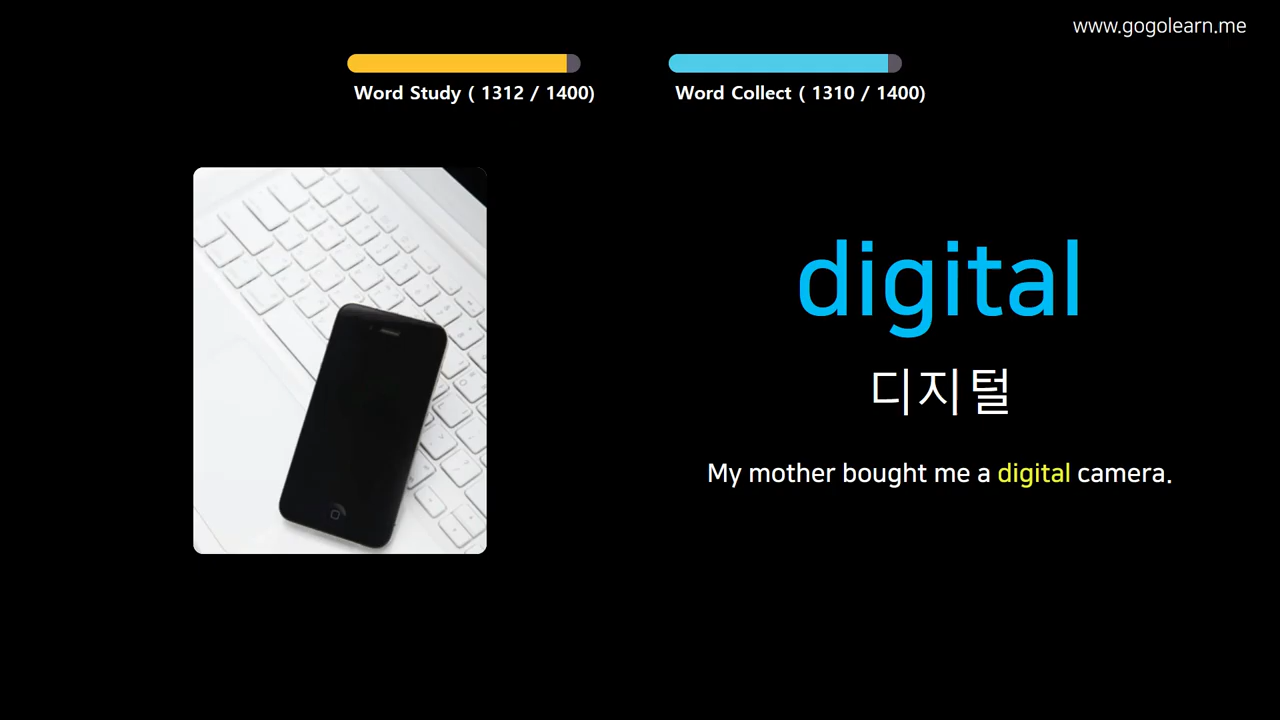 www.gogolearn.me
Word Study ( 1312 / 1400)
Word Collect ( 1310 / 1400)
digital
디지털
My mother bought me a digital camera.